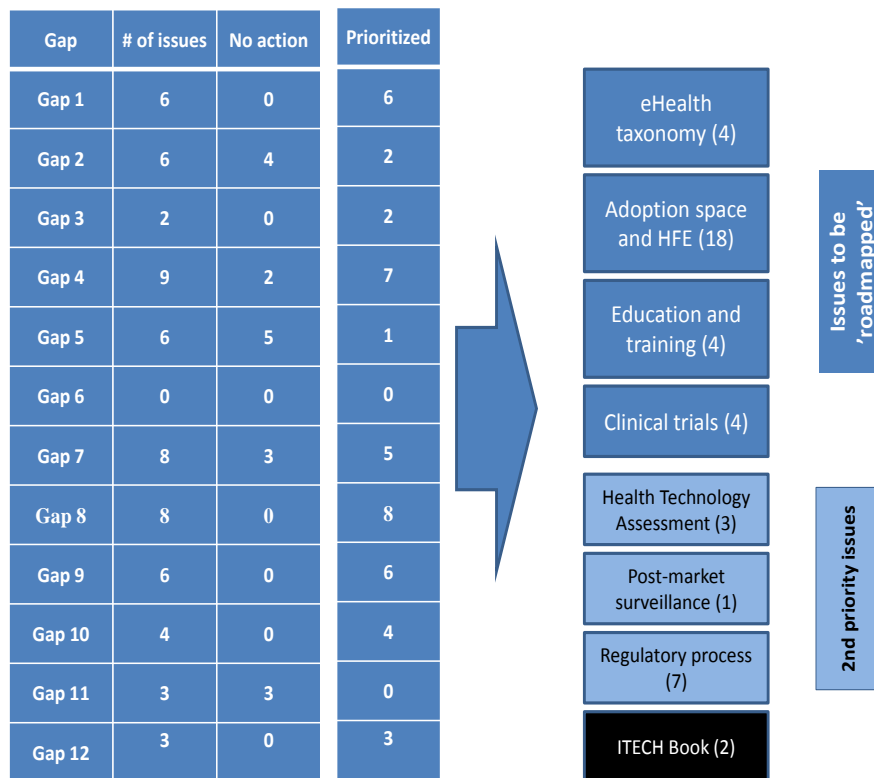 Gap # of issues No action Prioritized
Gap 1 6 0 6
Gap 2 6 4 2
Gap 3 2 0 2
Gap 4 9 2 7
Gap 5 6 5 1
Gap 6 0 0 0
Gap 7 8 3 5
Gap 8 8 0 8
Gap 9 6 0 6
Gap 10 4 0 4
Gap 11 3 3 0
Gap 12 3 0 3
eHealth
taxonomy (4)
Adoption space
and HFE (18)
Education and
training (4)
Clinical trials (4)
Health Technology
Assessment (3)
Post-market
surveillance (1)
Regulatory process
(7)
ITECH Book (2)
Issues to be
’roadmapped’
2nd priority issues